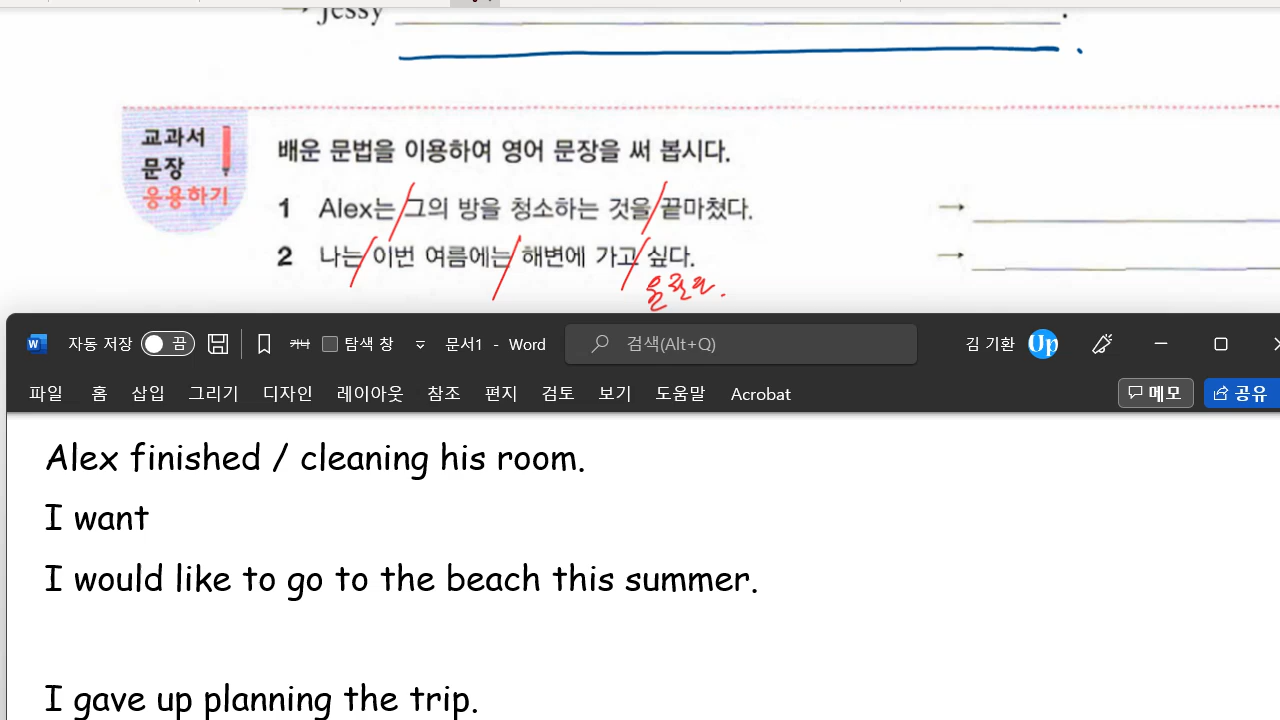 → Jessy .
교과서
문장
응용하기
배운 문법을 이용하여 영어 문장을 써 봅시다.
1 Alex는 그의 방을 청소하는 것을 끝마쳤다. →
2 나는 이번 여름에는 해변에 가고 싶다. →
자동 저장 끔 가나 탐색 창 문서1 - Word 검색(Alt+Q) 김 기환 Up
파일 홈 삽입 그리기 디자인 레이아웃 참조 편지 검토 보기 도움말 Acrobat 메모 공유
Alex finished / cleaning his room.
I want
I would like to go to the beach this summer.
I gave up planning the trip.